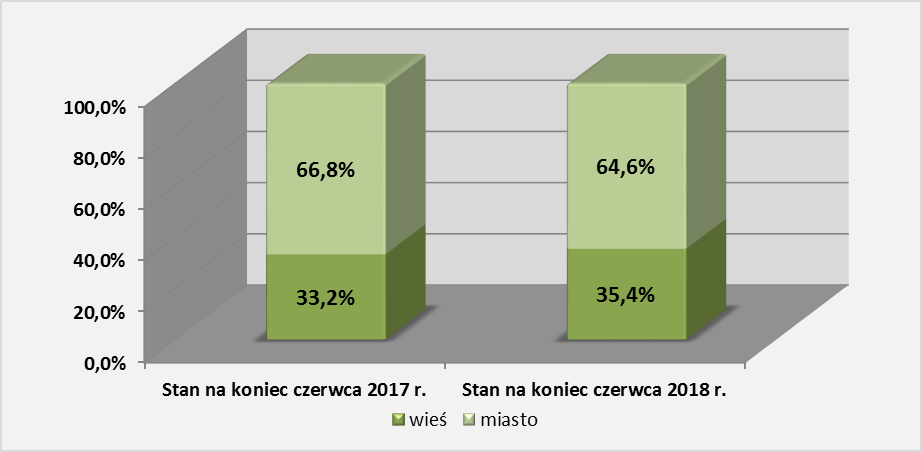 100,0%
80,0%
60,0%
40,0%
20,0%
0,0%
66,8%
64,6%
33,2%
35,4%
Stan na koniec czerwca 2017 r.
Stan na koniec czerwca 2018 r.
wieś
miasto